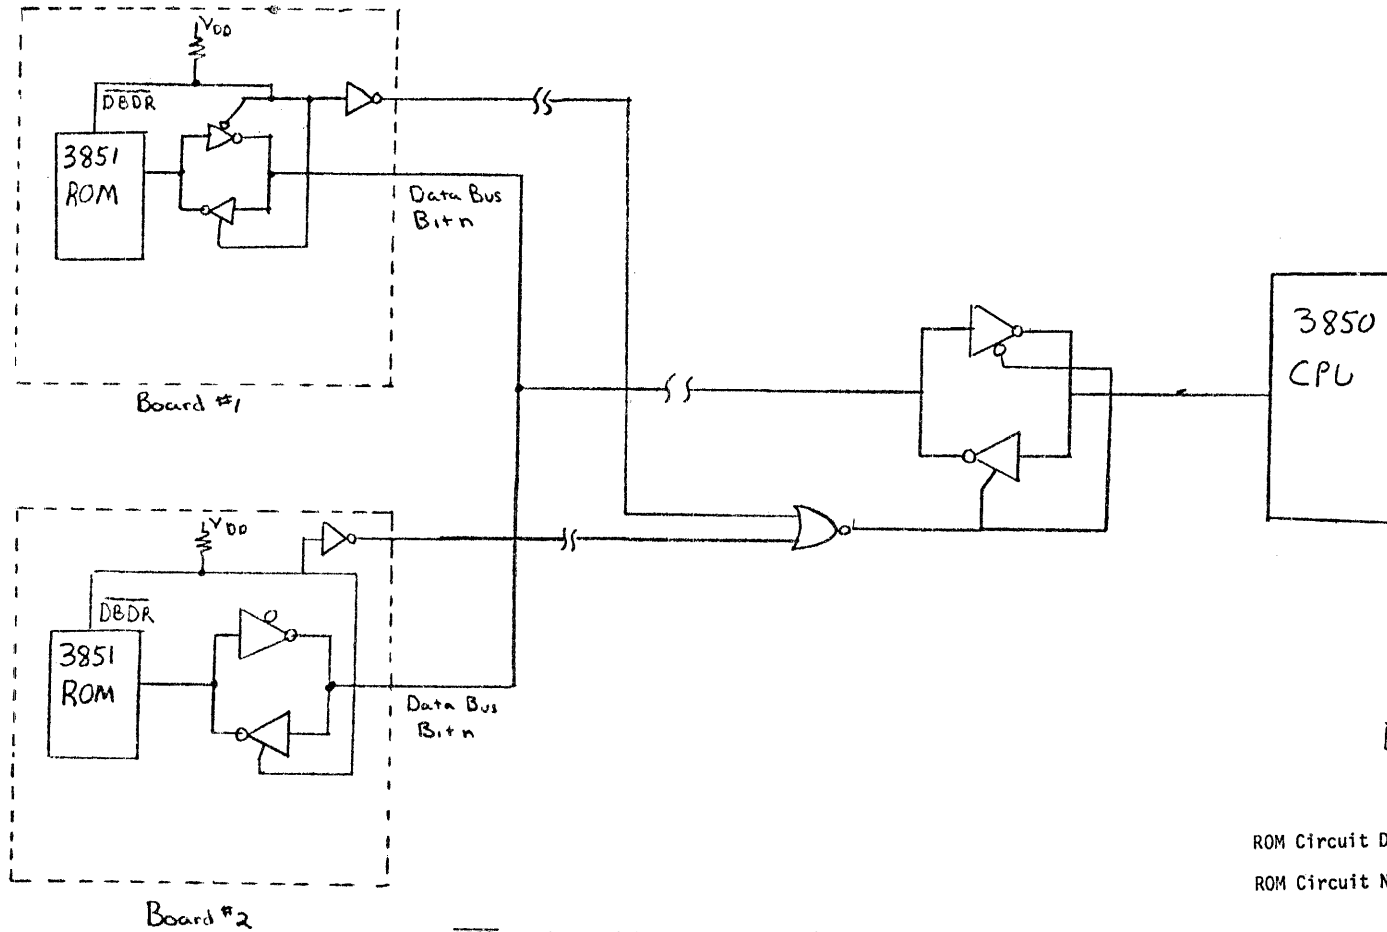 VDD
DBDR
3851
ROM
Data Bus
Bit n
Board #1
3850
CPU
VDD
DBDR
3851
ROM
Data Bus
Bit n
Board #2
ROM Circuit D
ROM Circuit N